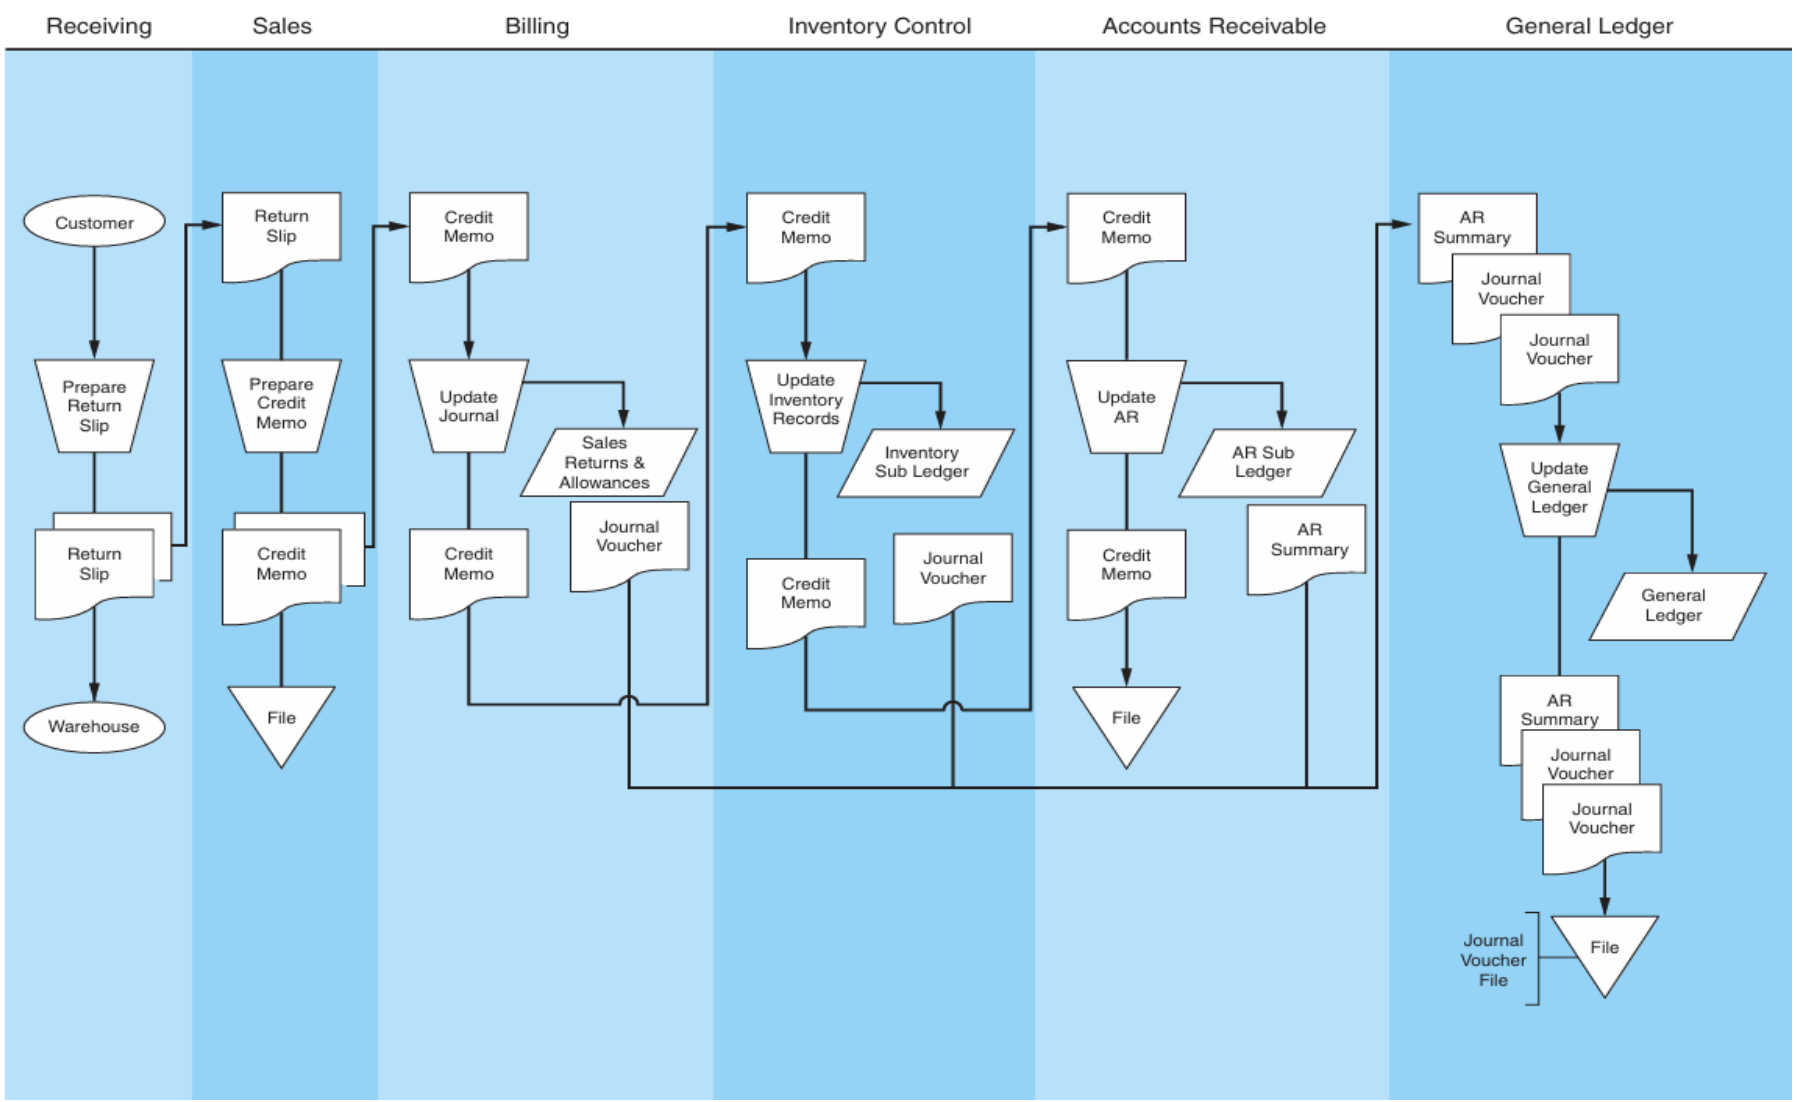 Receiving
Sales
Billing
Inventory Control
Accounts Receivable
General Ledger
Customer
Prepare
Return
Slip
Return
Slip
Warehouse
Return
Slip
Prepare
Credit
Memo
Credit
Memo
File
Credit
Memo
Update
Journal
Sales
Returns &
Allowances
Journal
Voucher
Credit
Memo
Credit
Memo
Update
Inventory
Records
Inventory
Sub Ledger
Journal
Voucher
Credit
Memo
Credit
Memo
Update
AR
AR Sub
Ledger
AR
Summary
Credit
Memo
File
AR
Summary
Journal
Voucher
Journal
Voucher
Update
General
Ledger
General
Ledger
AR
Summary
Journal
Voucher
Journal
Voucher
Journal
Voucher
File
File